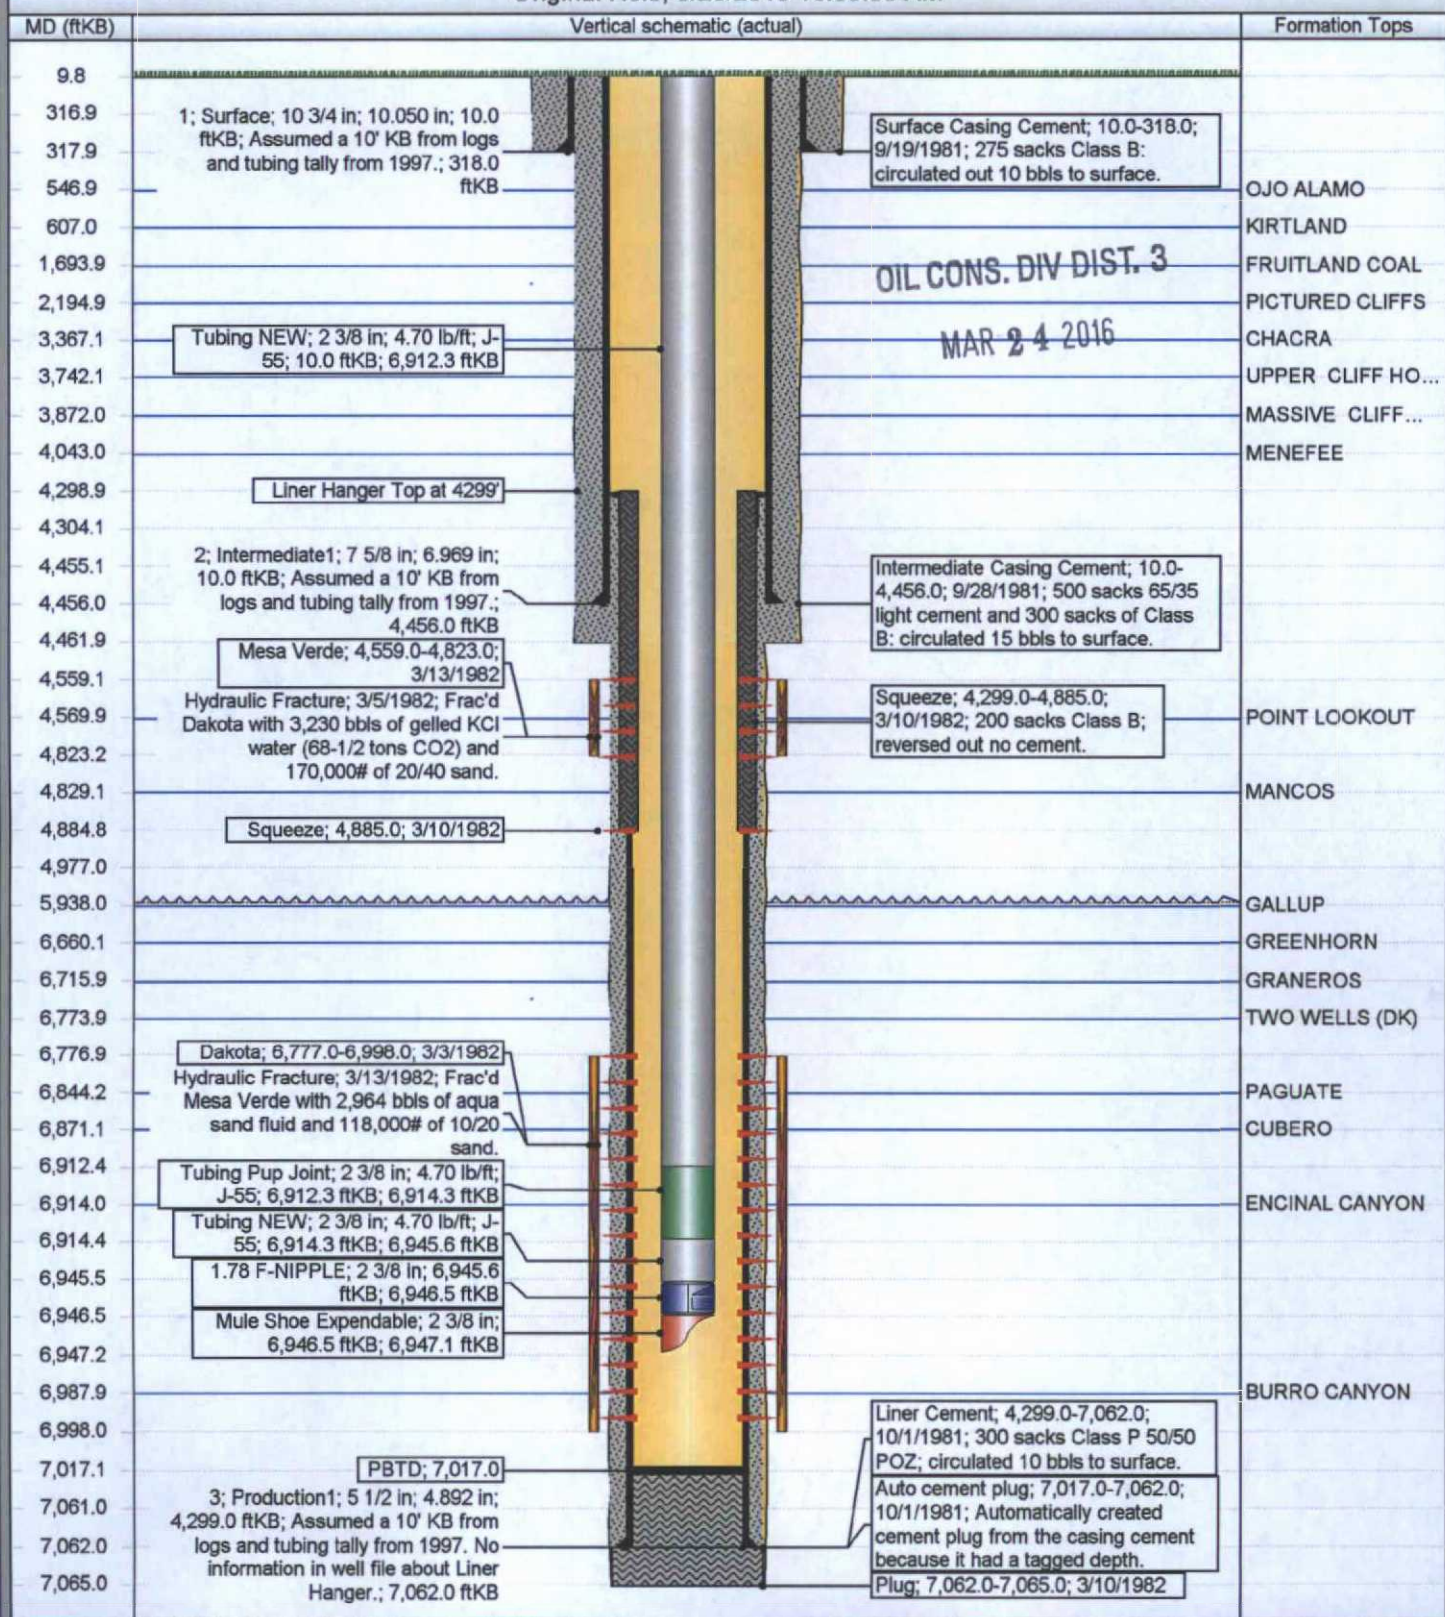 MD (ftKB)
Vertical schematic (actual)
Formation Tops
9.8
316.9
317.9
546.9
607.0
1,693.9
2,194.9
3,367.1
3,742.1
3,872.0
4,043.0
4,298.9
4,304.1
4,455.1
4,456.0
4,461.9
4,559.1
4,569.9
4,823.2
4,829.1
4,884.8
4,977.0
5,938.0
6,660.1
6,715.9
6,773.9
6,776.9
6,844.2
6,871.1
6,912.4
6,914.0
6,914.4
6,945.5
6,946.5
6,947.2
6,987.9
6,998.0
7,017.1
7,061.0
7,062.0
7,065.0
1; Surface; 10 3/4 in; 10.050 in; 10.0
ftKB; Assumed a 10' KB from logs
and tubing tally from 1997.; 318.0
ftKB
Tubing NEW; 2 3/8 in; 4.70 lb/ft; J-
55; 10.0 ftKB; 6,912.3 ftKB
Liner Hanger Top at 4299'
2; Intermediate1; 7 5/8 in; 6.969 in;
10.0 ftKB; Assumed a 10' KB from
logs and tubing tally from 1997.;
4,456.0 ftKB
Mesa Verde; 4,559.0-4,823.0;
3/13/1982
Hydraulic Fracture; 3/5/1982; Frac'd
Dakota with 3,230 bbls of gelled KCl
water (68-1/2 tons CO2) and
170,000# of 20/40 sand.
Squeeze; 4,885.0; 3/10/1982
Dakota; 6,777.0-6,998.0; 3/3/1982
Hydraulic Fracture; 3/13/1982; Frac'd
Mesa Verde with 2,964 bbls of aqua
sand fluid and 118,000# of 10/20
sand.
Tubing Pup Joint; 2 3/8 in; 4.70 lb/ft;
J-55; 6,912.3 ftKB; 6,914.3 ftKB
Tubing NEW; 2 3/8 in; 4.70 lb/ft; J-
55; 6,914.3 ftKB; 6,945.6 ftKB
1.78 F-NIPPLE; 2 3/8 in; 6,945.6
ftKB; 6,946.5 ftKB
Mule Shoe Expendable; 2 3/8 in;
6,946.5 ftKB; 6,947.1 ftKB
PBTD; 7,017.0
3; Production1; 5 1/2 in; 4.892 in;
4,299.0 ftKB; Assumed a 10' KB from
logs and tubing tally from 1997. No
information in well file about Liner
Hanger.; 7,062.0 ftKB
Surface Casing Cement; 10.0-318.0;
9/19/1981; 275 sacks Class B:
circulated out 10 bbls to surface.
OIL CONS. DIV DIST. 3
MAR 24 2016
Intermediate Casing Cement; 10.0-
4,456.0; 9/28/1981; 500 sacks 65/35
light cement and 300 sacks of Class
B: circulated 15 bbls to surface.
Squeeze; 4,299.0-4,885.0;
3/10/1982; 200 sacks Class B;
reversed out no cement.
Liner Cement; 4,299.0-7,062.0;
10/1/1981; 300 sacks Class P 50/50
POZ; circulated 10 bbls to surface.
Auto cement plug; 7,017.0-7,062.0;
10/1/1981; Automatically created
cement plug from the casing cement
because it had a tagged depth.
Plug; 7,062.0-7,065.0; 3/10/1982
OJO ALAMO
KIRTLAND
FRUITLAND COAL
PICTURED CLIFFS
CHACRA
UPPER CLIFF HO...
MASSIVE CLIFF...
MENEFEE
POINT LOOKOUT
MANCOS
GALLUP
GREENHORN
GRANEROS
TWO WELLS (DK)
PAGUATE
CUBERO
ENCINAL CANYON
BURRO CANYON